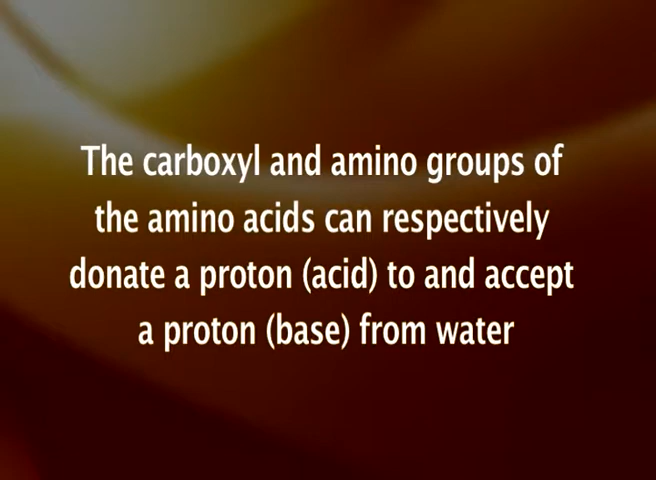 The carboxyl and amino groups of
the amino acids can respectively
donate a proton (acid) to and accept
a proton (base) from water